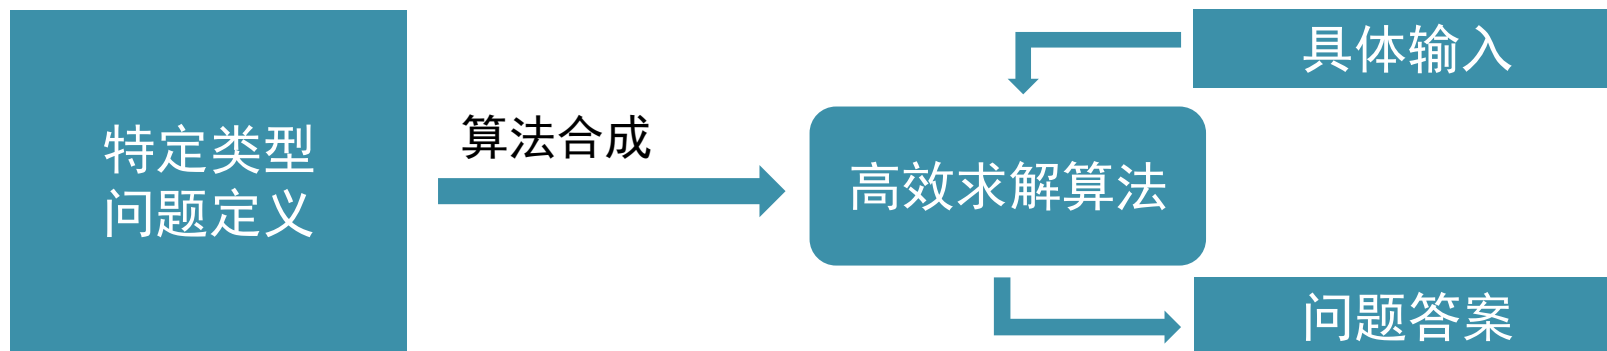 特定类型
问题定义
算法合成
具体输入
高效求解算法
问题答案